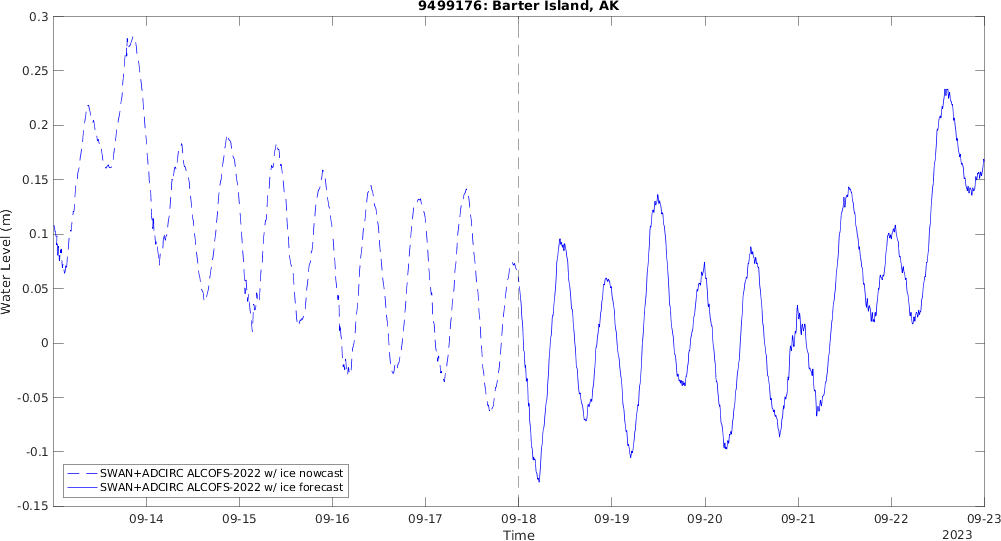 9499176: Barter Island, AK
0.3
0.25
0.2
0.15
0.1
0.05
0
-0.05
-0.1
-0.15
Water Level (m)
SWAN+ADCIRC ALCOFS-2022 w/ ice nowcast
SWAN+ADCIRC ALCOFS-2022 w/ ice forecast
09-14 09-15 09-16 09-17 09-18 09-19 09-20 09-21 09-22 09-23
Time
2023